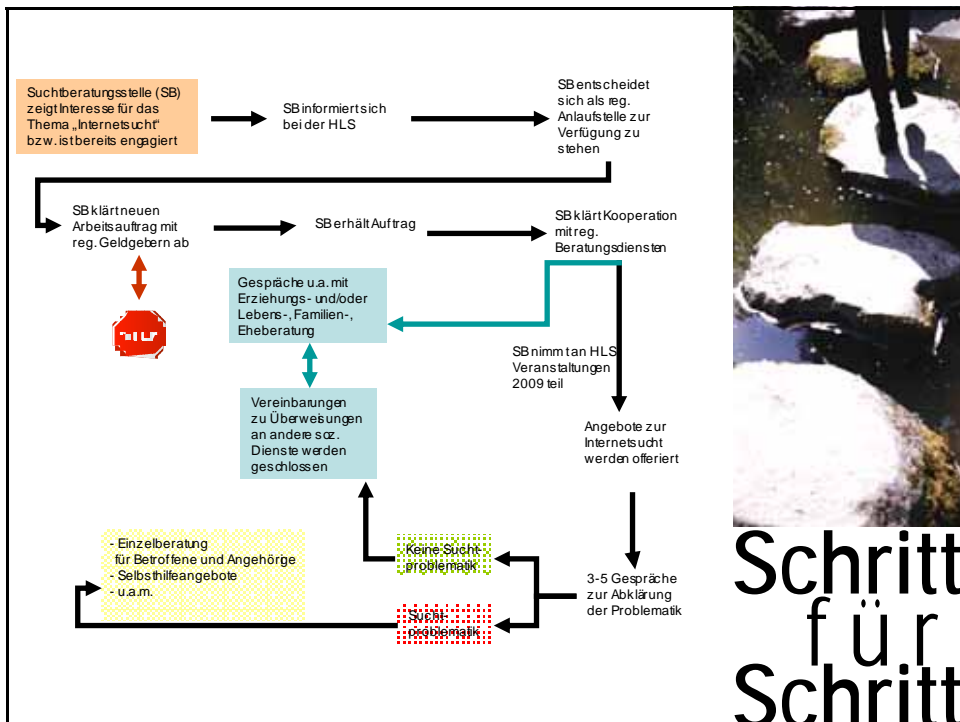 Suchtberatungsstelle (SB)
zeigt Interesse für das
Thema „Internetsucht“
bzw. ist bereits engagiert
SB informiert sich
bei der HLS
SB entscheidet
sich als reg.
Anlaufstelle zur
Verfügung zu
stehen
SB klärt neuen
Arbeitsauftrag mit
reg. Geldgebern ab
SB erhält Auftrag
SB klärt Kooperation
mit reg.
Beratungsdiensten
Gespräche u.a. mit
Erziehungs- und/oder
Lebens-, Familien-,
Eheberatung
SB nimmt an HLS
Veranstaltungen
2009 teil
Vereinbarungen
zu Überweisungen
an andere soz.
Dienste werden
geschlossen
Angebote zur
Internetsucht
werden offeriert
- Einzelberatung
für Betroffene und Angehörige
- Selbsthilfeangebote
- u.a.m.
Keine Sucht-
problematik
3-5 Gespräche
zur Abklärung
der Problematik
Sucht-
problematik
Schritt
für
Schritt